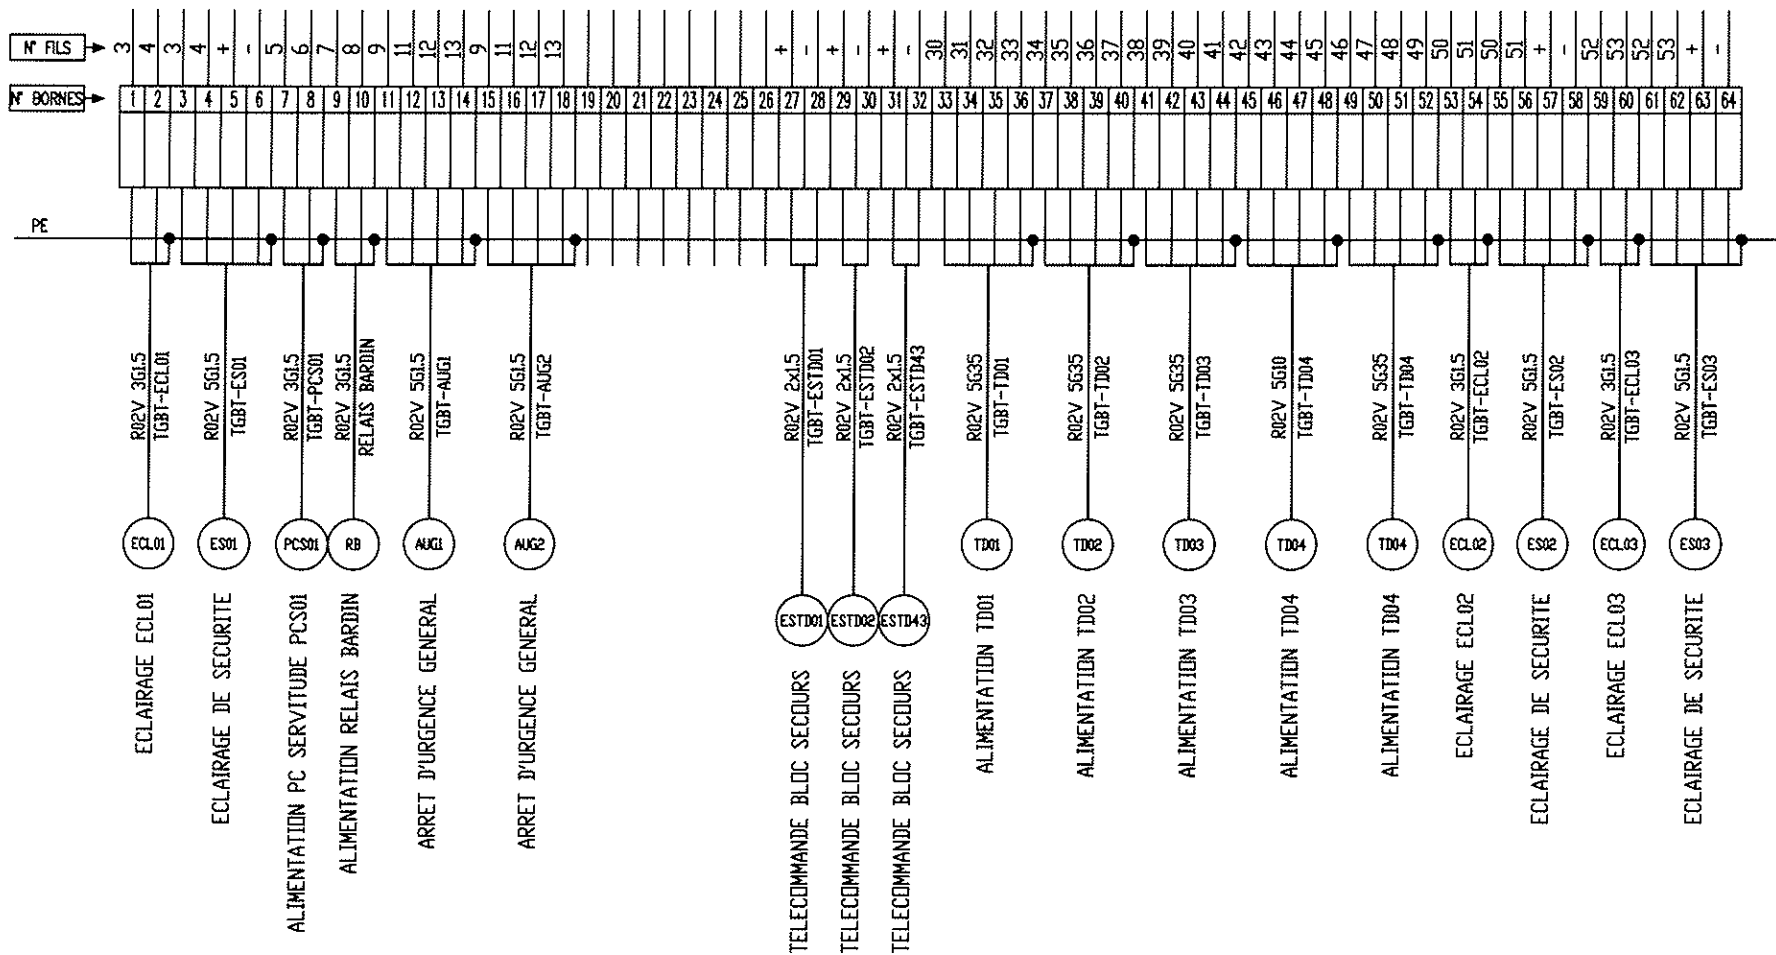 N° FILS 3 4 3 4 + - 5 6 7 8 9 11 12 13 9 11 12 13 + - + - + - 30 31 32 33 34 35 36 37 38 39 40 41 42 43 44 45 46 47 48 49 50 51 50 51 + - 52 53 52 53 + -
N° BORNES 1 2 3 4 5 6 7 8 9 10 11 12 13 14 15 16 17 18 19 20 21 22 23 24 25 26 27 28 29 30 31 32 33 34 35 36 37 38 39 40 41 42 43 44 45 46 47 48 49 50 51 52 53 54 55 56 57 58 59 60 61 62 63 64
PE
R02V 3G1.5
TGBT-ECL01
R02V 5G1.5
TGBT-ES01
R02V 3G1.5
TGBT-PCS01
R02V 3G1.5
RELAIS BARDIN
R02V 5G1.5
TGBT-AUG1
R02V 5G1.5
TGBT-AUG2
R02V 2x1.5
TGBT-ESTD01
R02V 2x1.5
TGBT-ESTD02
R02V 2x1.5
TGBT-ESTD43
R02V 5G35
TGBT-TD01
R02V 5G35
TGBT-TD02
R02V 5G35
TGBT-TD03
R02V 5G10
TGBT-TD04
R02V 5G35
TGBT-TD04
R02V 3G1.5
TGBT-ECL02
R02V 5G1.5
TGBT-ES02
R02V 3G1.5
TGBT-ECL03
R02V 5G1.5
TGBT-ES03
ECL01 ES01 PCS01 RB AUG1 AUG2 TD01 TD02 TD03 TD04 TD04 ECL02 ES02 ECL03 ES03
ESTD01 ESTD02 ESTD43
ECLAIRAGE ECL01
ECLAIRAGE DE SECURITE
ALIMENTATION PC SERVITUDE PCS01
ALIMENTATION RELAIS BARDIN
ARRET D'URGENCE GENERAL
ARRET D'URGENCE GENERAL
TELECOMMANDE BLOC SECOURS
TELECOMMANDE BLOC SECOURS
TELECOMMANDE BLOC SECOURS
ALIMENTATION TD01
ALIMENTATION TD02
ALIMENTATION TD03
ALIMENTATION TD04
ALIMENTATION TD04
ECLAIRAGE ECL02
ECLAIRAGE DE SECURITE
ECLAIRAGE ECL03
ECLAIRAGE DE SECURITE